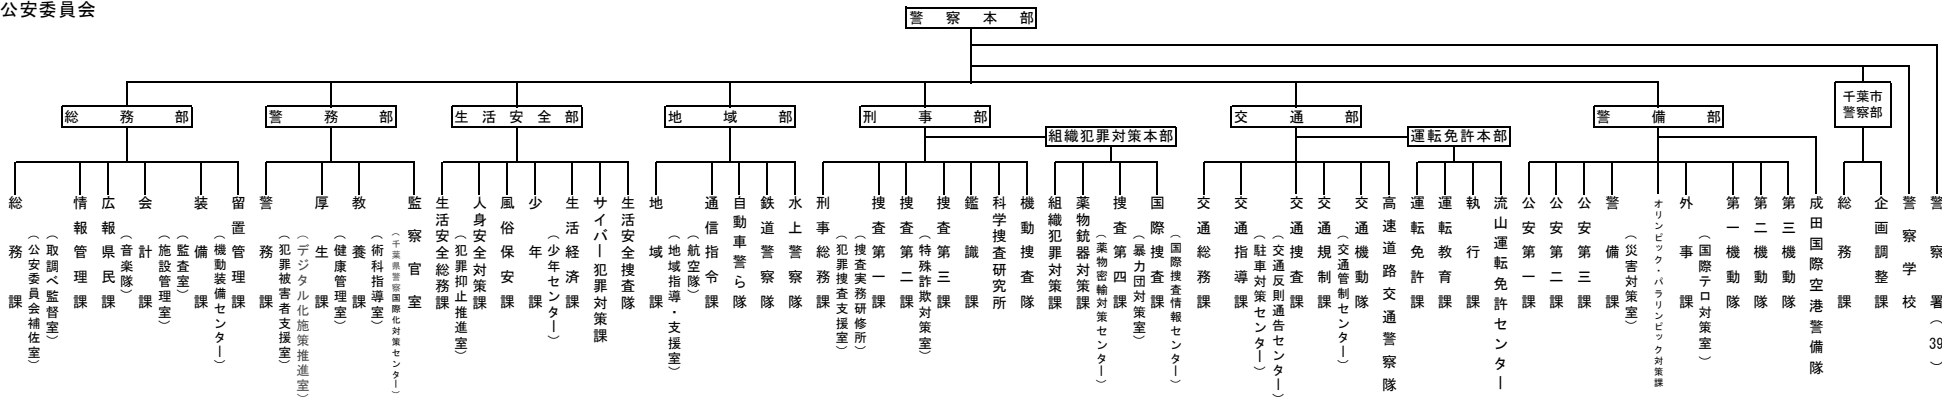 公安委員会
警察本部
総務部
警務部
生活安全部
地域部
刑事部
組織犯罪対策本部
交通部
運転免許本部
警備部
千葉市
警察部
総務課
（公安委員会補佐室）
（取調べ監督室）
情報管理課
広報県民課
（音楽隊）
会計課
（施設管理室）
（監査室）
装備課
（機動装備センター）
留置管理課
警務課
（犯罪被害者支援室）
（デジタル化施策推進室）
厚生課
（健康管理室）
教養課
（術科指導室）
（千葉県警察国際化対策センター）
監察官室
生活安全総務課
（犯罪抑止推進室）
人身安全対策課
風俗保安課
少年課
（少年センター）
生活経済課
サイバー犯罪対策課
生活安全捜査隊
地域課
（地域指導・支援室）
（航空隊）
通信指令課
自動車警ら隊
鉄道警察隊
水上警察隊
刑事総務課
（犯罪捜査支援室）
（捜査実務研修所）
捜査第一課
捜査第二課
（特殊詐欺対策室）
捜査第三課
鑑識課
科学捜査研究所
機動捜査隊
組織犯罪対策課
薬物銃器対策課
（薬物密輸対策センター）
捜査第四課
（暴力団対策室）
国際捜査課
（国際捜査情報センター）
交通総務課
交通指導課
（駐車対策センター）
（交通反則通告センター）
交通捜査課
交通規制課
（交通管制センター）
交通機動隊
高速道路交通警察隊
運転免許課
運転教育課
執行課
流山運転免許センター
公安第一課
公安第二課
公安第三課
警備課
（災害対策室）
オリンピック・パラリンピック対策課
外事課
（国際テロ対策室）
第一機動隊
第二機動隊
第三機動隊
成田国際空港警備隊
総務課
企画調整課
警察学校
警察署（39）